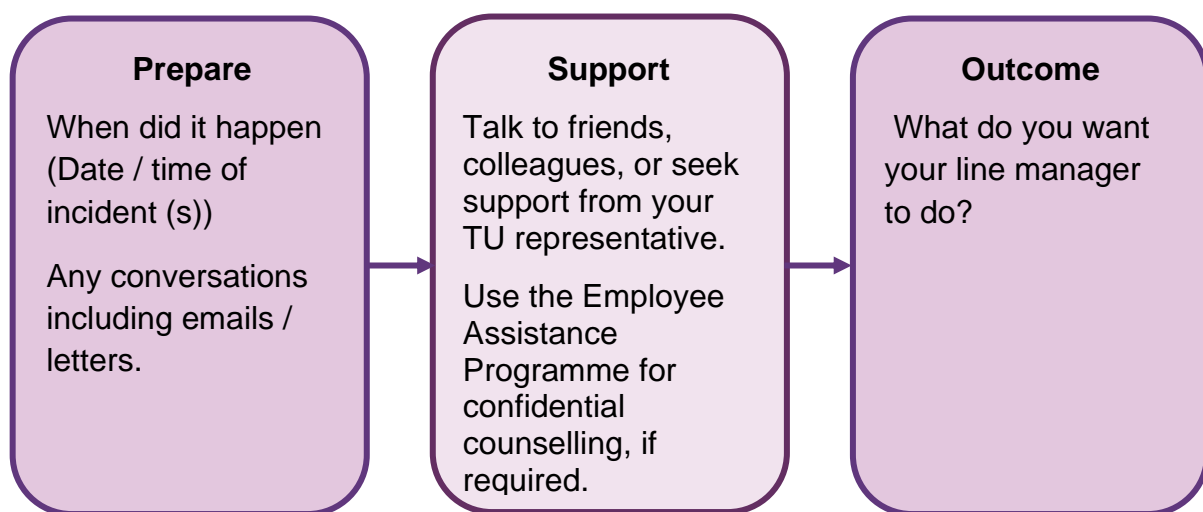 Prepare
When did it happen
(Date / time of
incident (s))
Any conversations
including emails /
letters.
Support
Talk to friends,
colleagues, or seek
support from your
TU representative.
Use the Employee
Assistance
Programme for
confidential
counselling, if
required.
Outcome
What do you want
your line manager
to do?